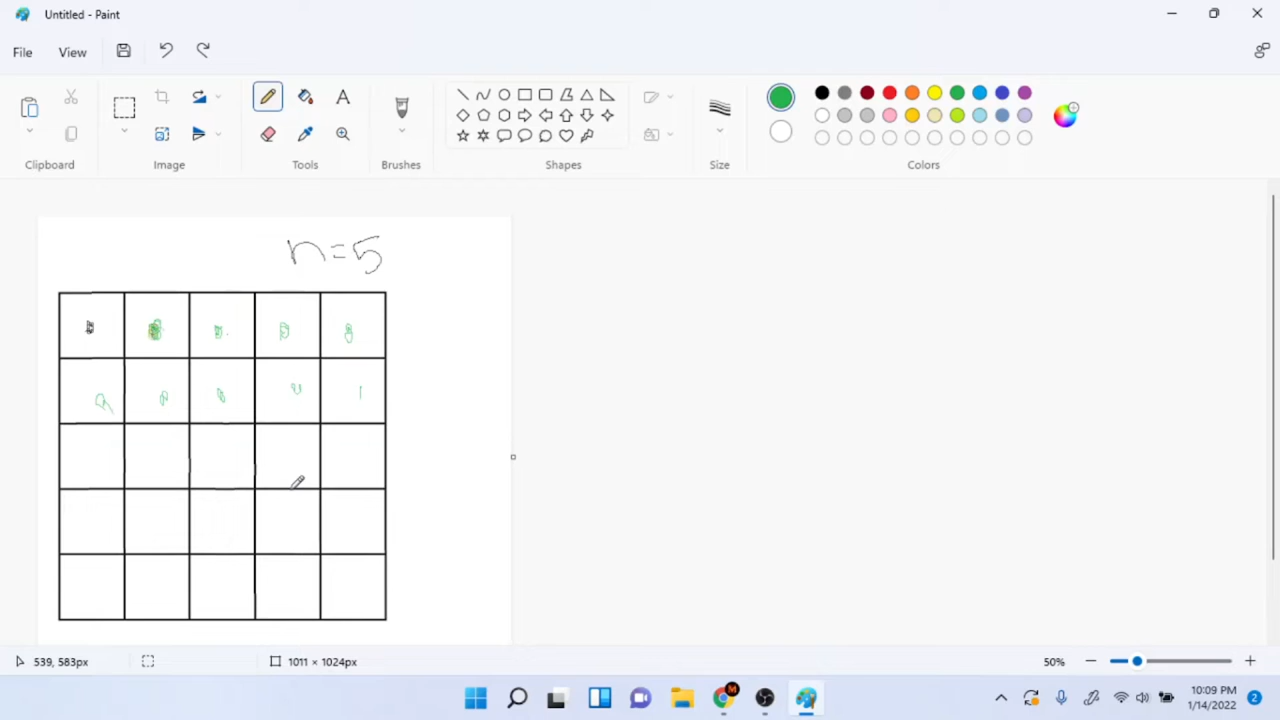 Untitled - Paint
File View
Clipboard Image Tools Brushes Shapes Size Colors
n=5
539, 583px 1011 × 1024px 50%
M
10:09 PM
1/14/2022 2